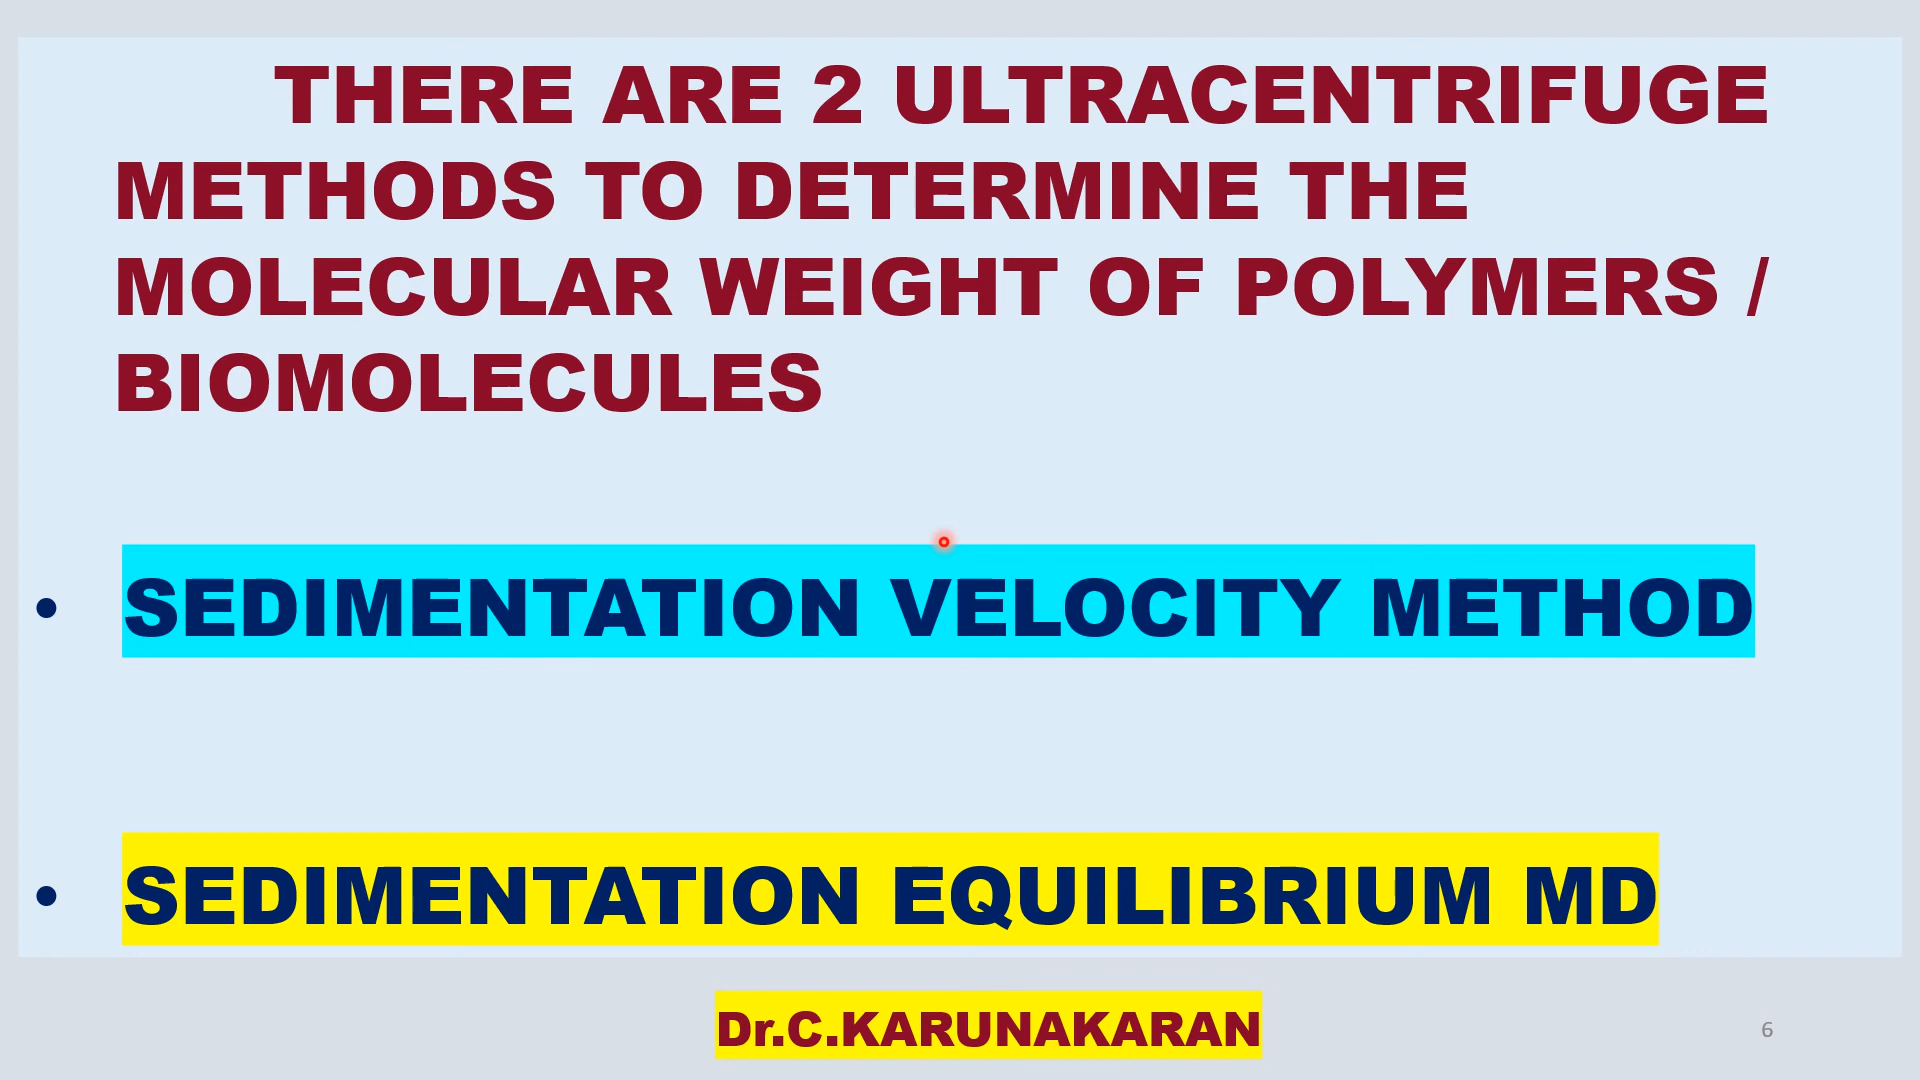 THERE ARE 2 ULTRACENTRIFUGE
METHODS TO DETERMINE THE
MOLECULAR WEIGHT OF POLYMERS /
BIOMOLECULES
• SEDIMENTATION VELOCITY METHOD
• SEDIMENTATION EQUILIBRIUM MD
Dr.C.KARUNAKARAN
6